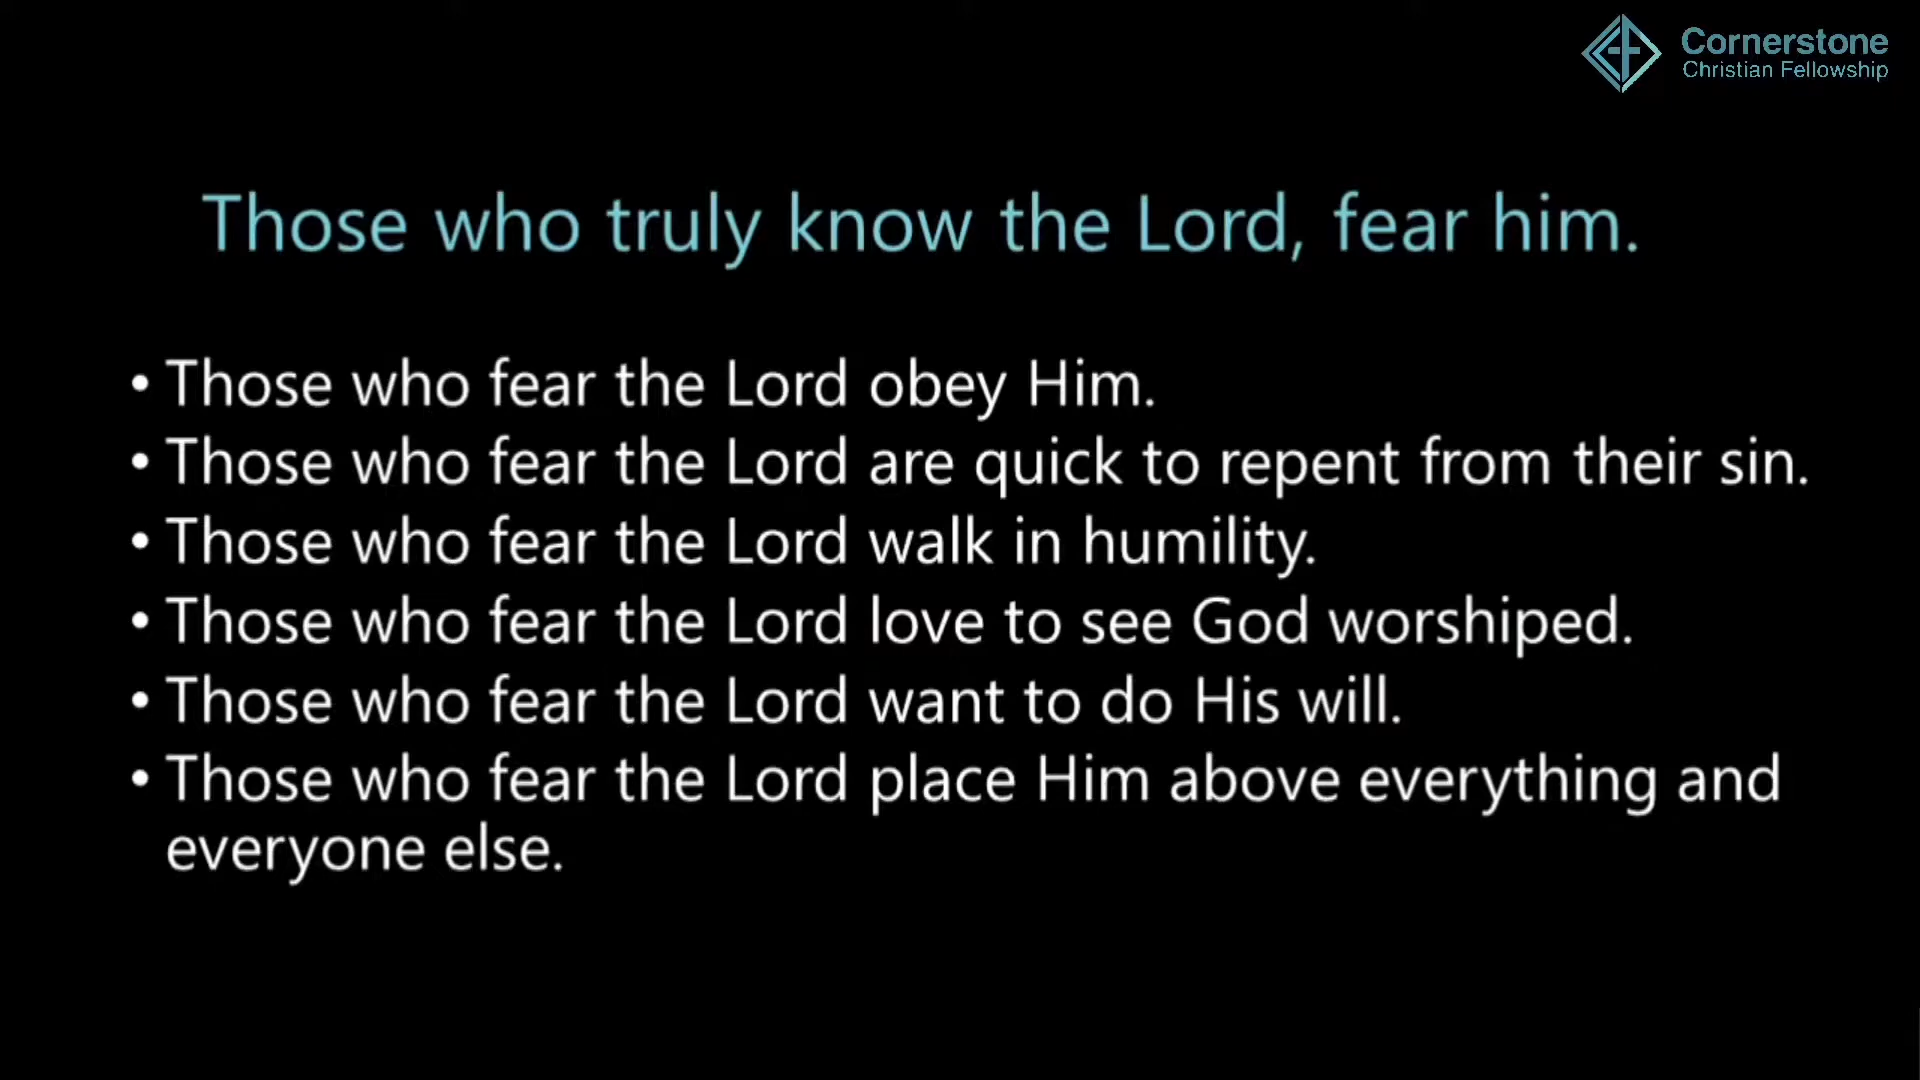 Cornerstone
Christian Fellowship
Those who truly know the Lord, fear him.
• Those who fear the Lord obey Him.
• Those who fear the Lord are quick to repent from their sin.
• Those who fear the Lord walk in humility.
• Those who fear the Lord love to see God worshiped.
• Those who fear the Lord want to do His will.
• Those who fear the Lord place Him above everything and
everyone else.